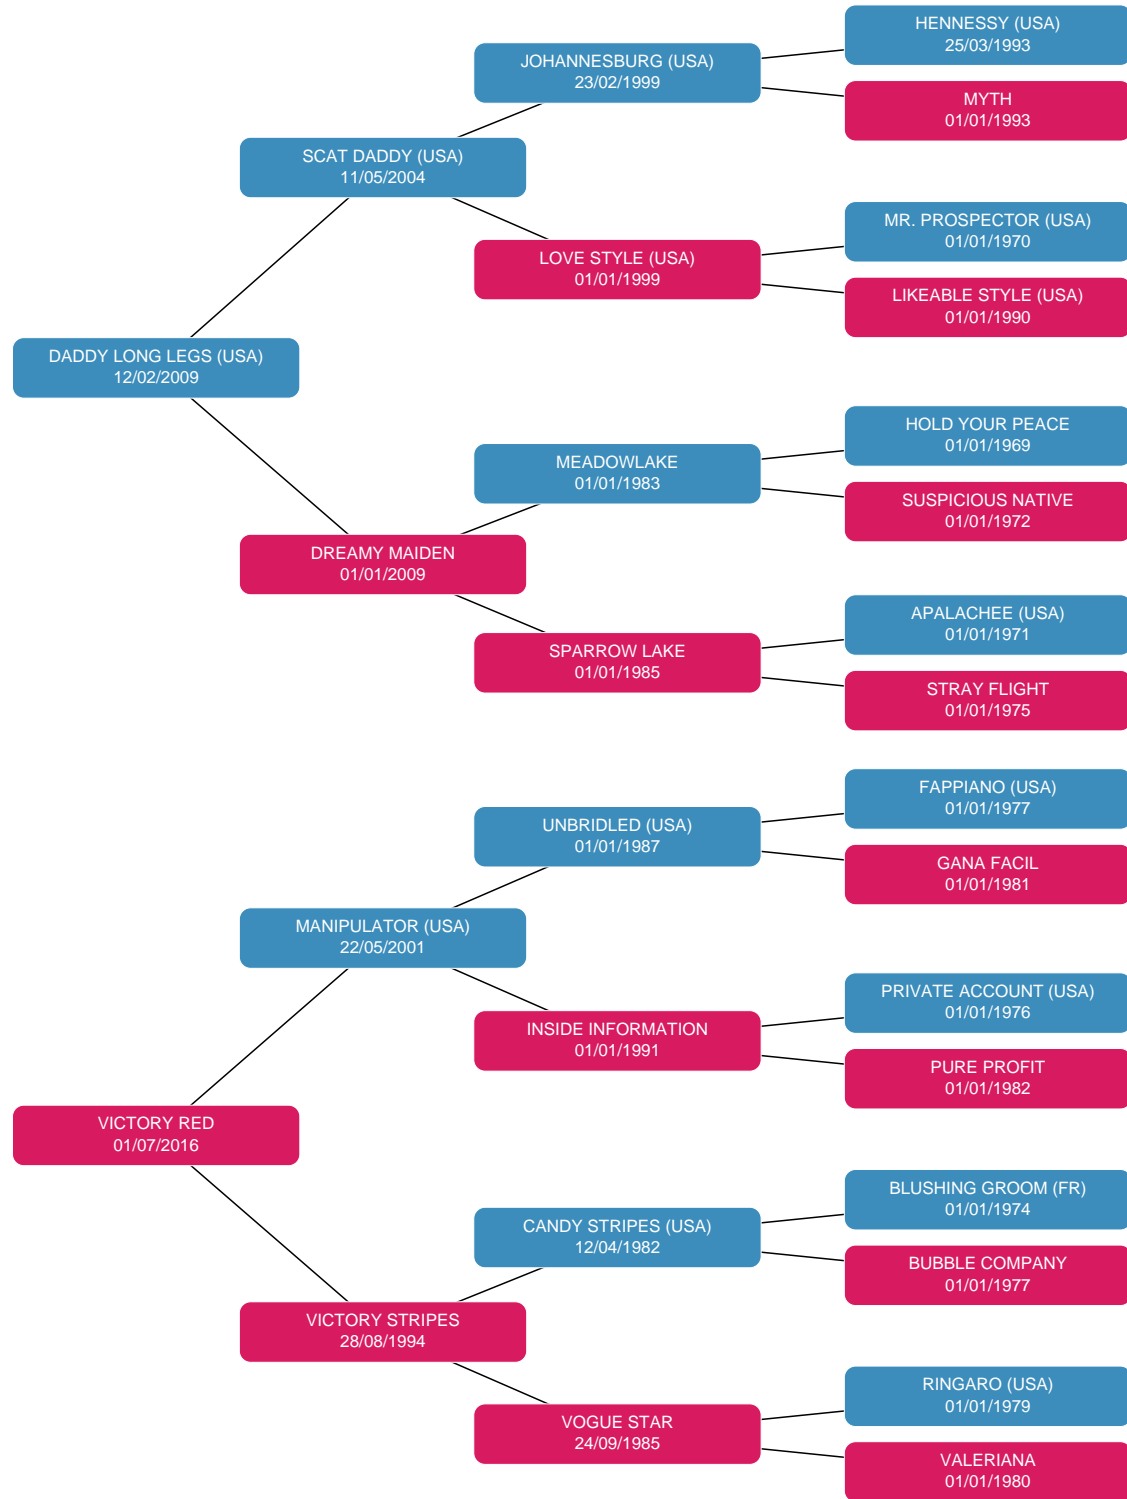 HENNESSY (USA)
25/03/1993
JOHANNESBURG (USA)
23/02/1999
MYTH
01/01/1993
SCAT DADDY (USA)
11/05/2004
MR. PROSPECTOR (USA)
01/01/1970
LOVE STYLE (USA)
01/01/1999
LIKEABLE STYLE (USA)
01/01/1990
DADDY LONG LEGS (USA)
12/02/2009
HOLD YOUR PEACE
01/01/1969
MEADOWLAKE
01/01/1983
SUSPICIOUS NATIVE
01/01/1972
DREAMY MAIDEN
01/01/2009
APALACHEE (USA)
01/01/1971
SPARROW LAKE
01/01/1985
STRAY FLIGHT
01/01/1975
FAPPIANO (USA)
01/01/1977
UNBRIDLED (USA)
01/01/1987
GANA FACIL
01/01/1981
MANIPULATOR (USA)
22/05/2001
PRIVATE ACCOUNT (USA)
01/01/1976
INSIDE INFORMATION
01/01/1991
PURE PROFIT
01/01/1982
VICTORY RED
01/07/2016
BLUSHING GROOM (FR)
01/01/1974
CANDY STRIPES (USA)
12/04/1982
BUBBLE COMPANY
01/01/1977
VICTORY STRIPES
28/08/1994
RINGARO (USA)
01/01/1979
VOGUE STAR
24/09/1985
VALERIANA
01/01/1980